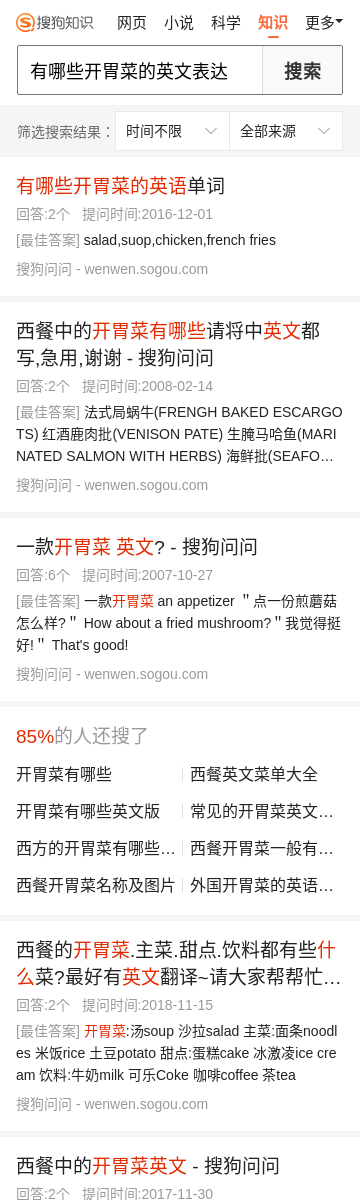 搜狗知识 网页 小说 科学 知识 更多
有哪些开胃菜的英文表达 搜索
筛选搜索结果： 时间不限 全部来源
有哪些开胃菜的英语单词
回答:2个 提问时间:2016-12-01
[最佳答案] salad,suop,chicken,french fries
搜狗问问 - wenwen.sogou.com
西餐中的开胃菜有哪些请将中英文都
写,急用,谢谢 - 搜狗问问
回答:2个 提问时间:2008-02-14
[最佳答案] 法式局蜗牛(FRENGH BAKED ESCARGO
TS) 红酒鹿肉批(VENISON PATE) 生腌马哈鱼(MARI
NATED SALMON WITH HERBS) 海鲜批(SEAFO…
搜狗问问 - wenwen.sogou.com
一款开胃菜 英文? - 搜狗问问
回答:6个 提问时间:2007-10-27
[最佳答案] 一款开胃菜 an appetizer ＂点一份煎蘑菇
怎么样?＂ How about a fried mushroom?＂我觉得挺
好!＂ That's good!
搜狗问问 - wenwen.sogou.com
85%的人还搜了
开胃菜有哪些 西餐英文菜单大全
开胃菜有哪些英文版 常见的开胃菜英文…
西方的开胃菜有哪些… 西餐开胃菜一般有…
西餐开胃菜名称及图片 外国开胃菜的英语…
西餐的开胃菜.主菜.甜点.饮料都有些什
么菜?最好有英文翻译~请大家帮帮忙…
回答:2个 提问时间:2018-11-15
[最佳答案] 开胃菜:汤soup 沙拉salad 主菜:面条noodl
es 米饭rice 土豆potato 甜点:蛋糕cake 冰激凌ice cre
am 饮料:牛奶milk 可乐Coke 咖啡coffee 茶tea
搜狗问问 - wenwen.sogou.com
西餐中的开胃菜英文 - 搜狗问问
回答:2个 提问时间:2017-11-30